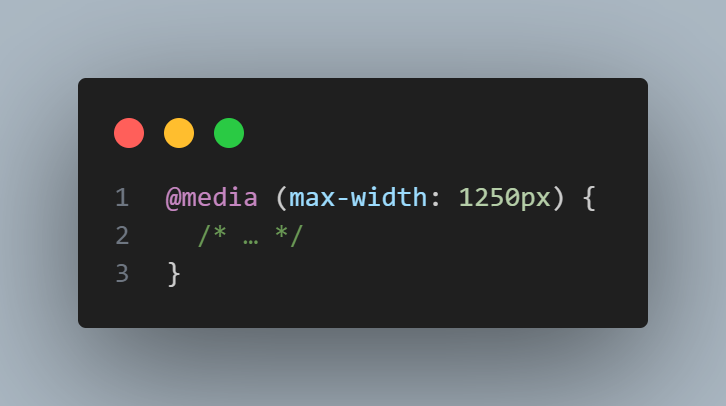 1 @media (max-width: 1250px) {
2   /* … */
3 }